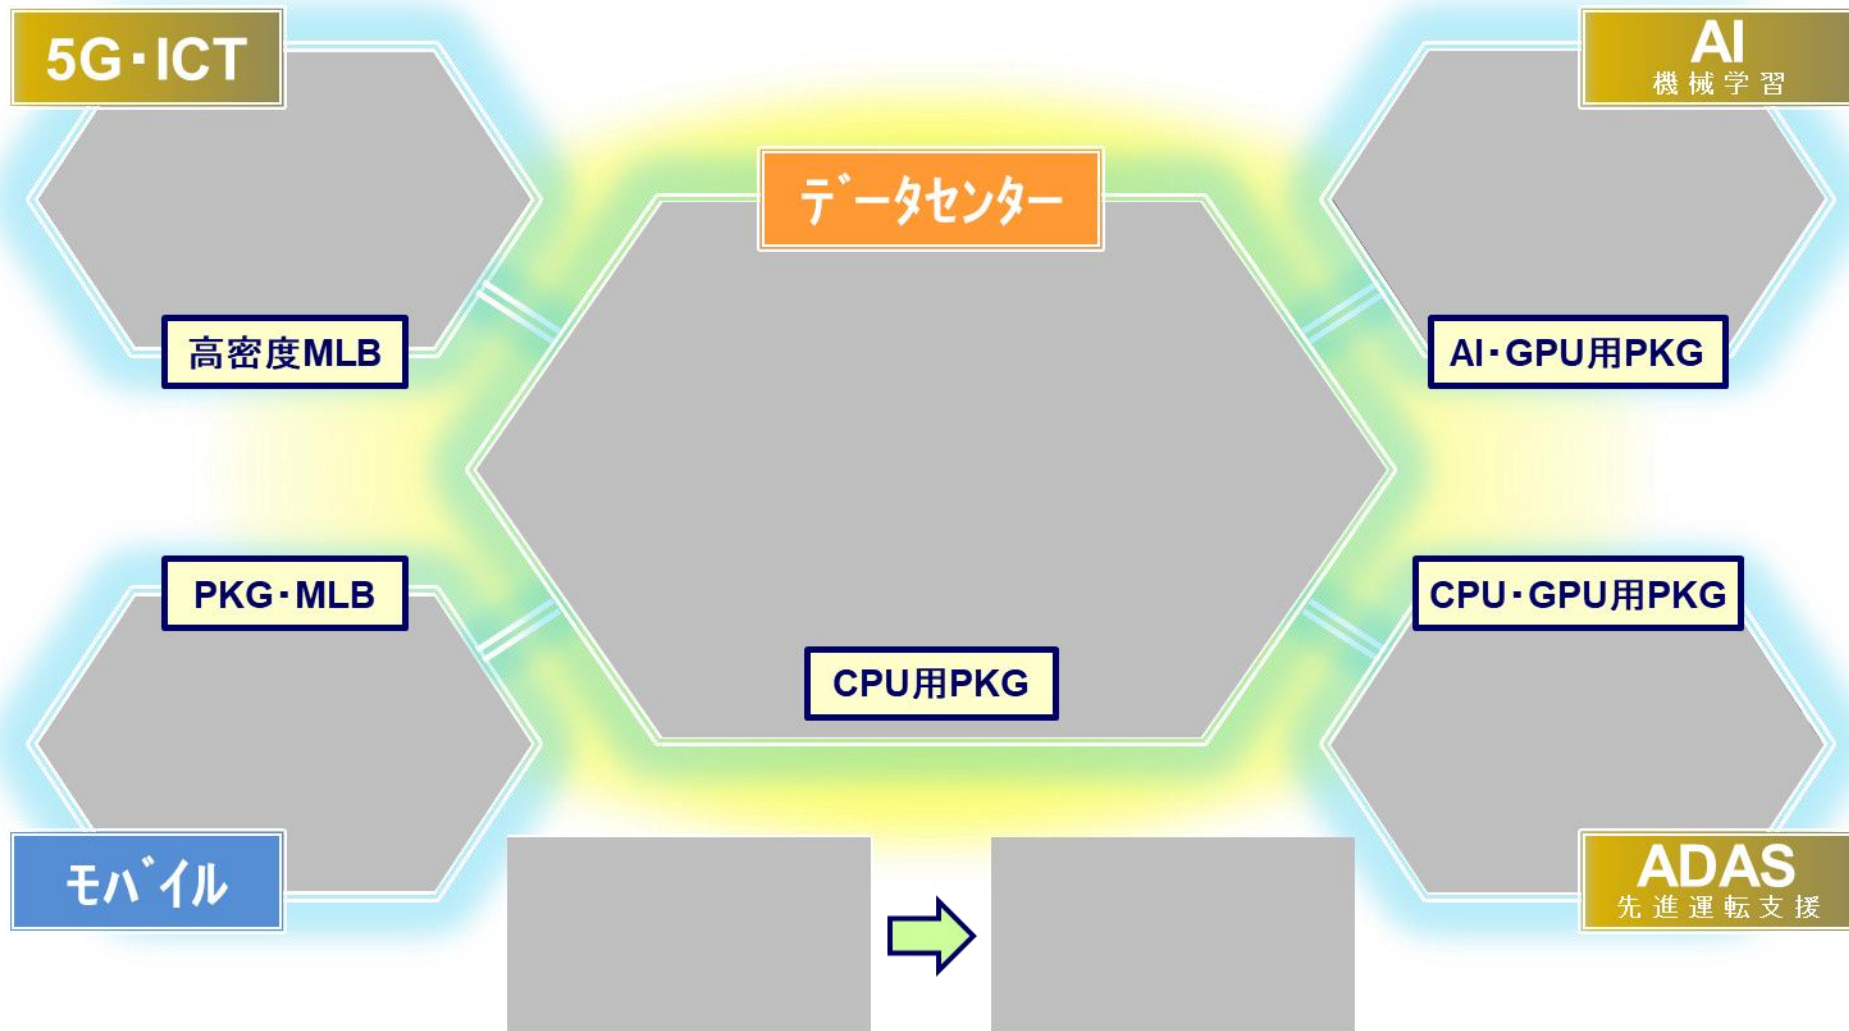 5G・ICT
AI
機械学習
データセンター
高密度MLB
AI・GPU用PKG
PKG・MLB
CPU・GPU用PKG
CPU用PKG
モバイル
ADAS
先進運転支援